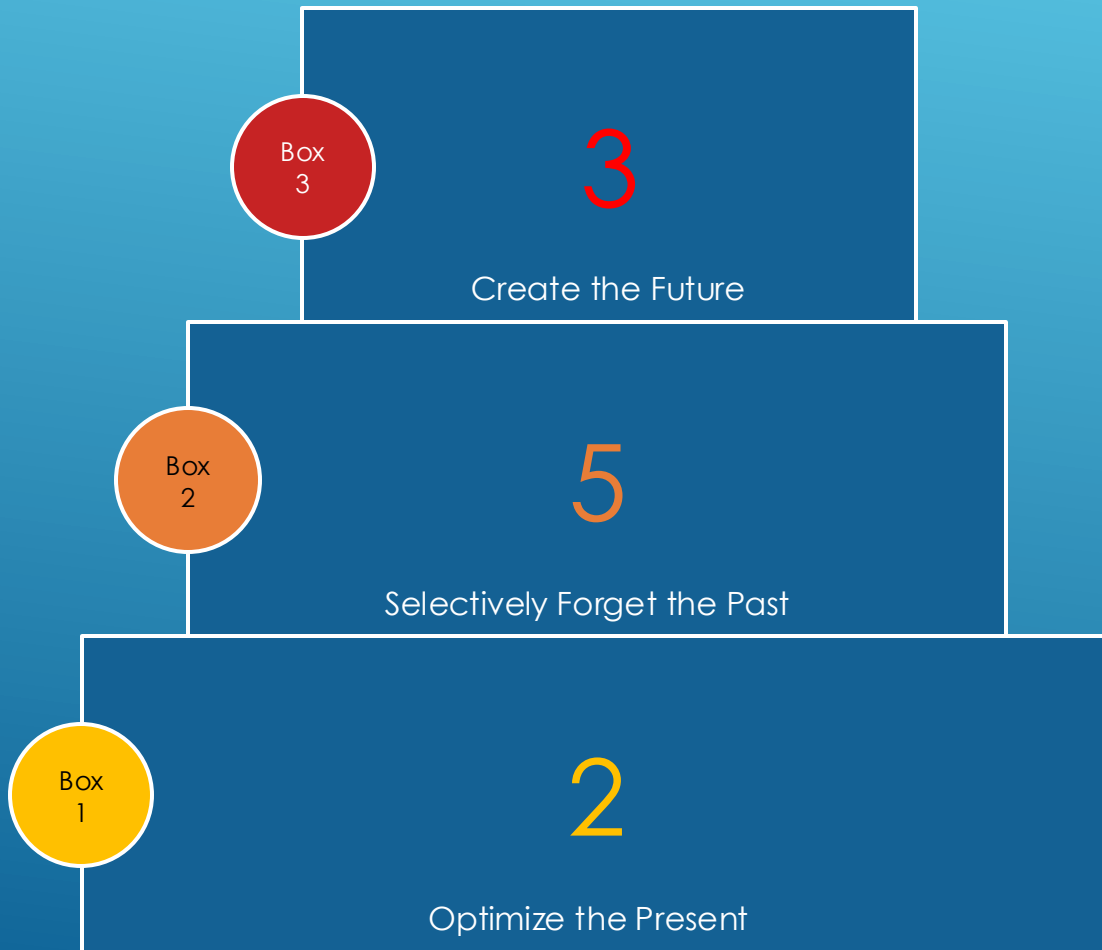 Box
3
3
Create the Future
Box
2
5
Selectively Forget the Past
Box
1
2
Optimize the Present